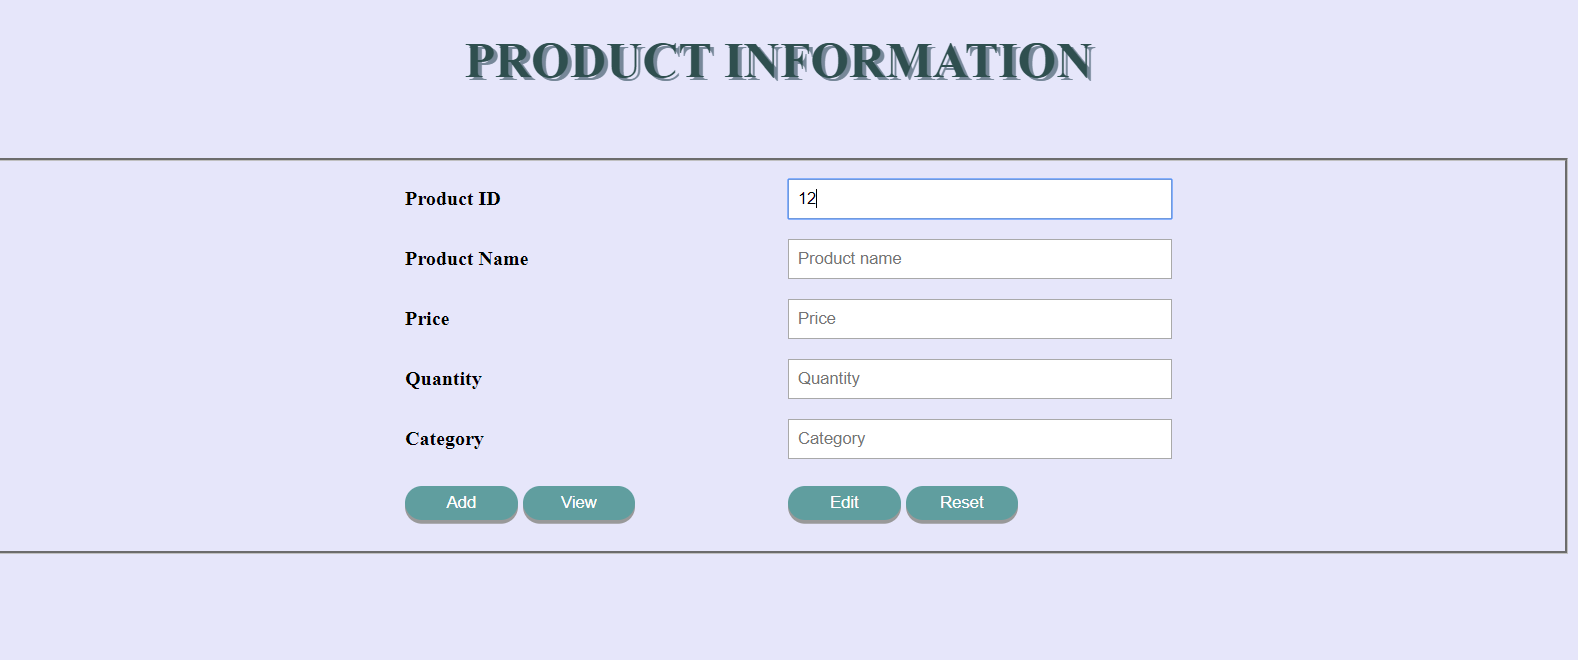 PRODUCT INFORMATION
Product ID 12
Product Name Product name
Price Price
Quantity Quantity
Category Category
Add View Edit Reset